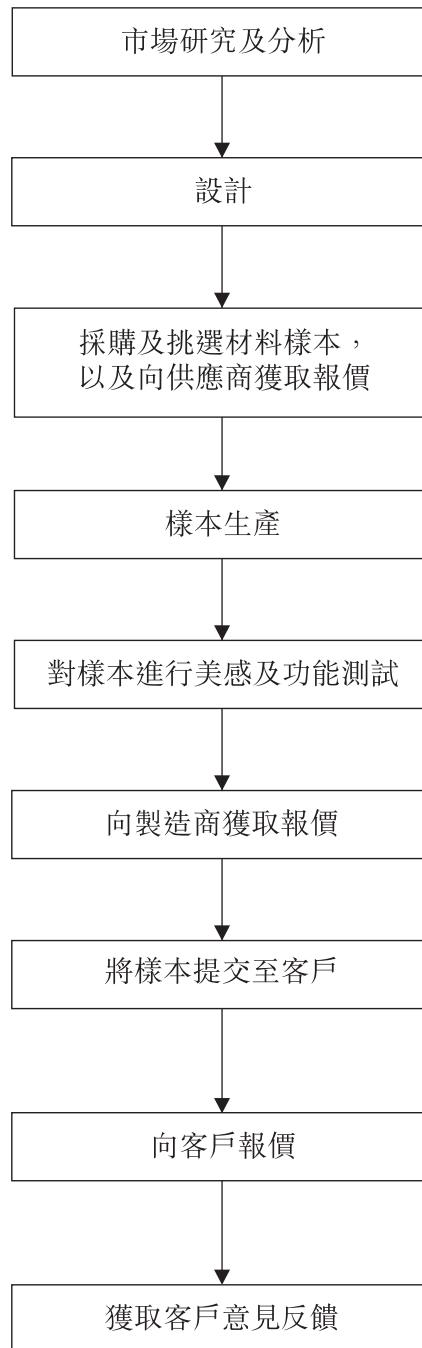 市場研究及分析
設計
採購及挑選材料樣本，
以及向供應商獲取報價
樣本生產
對樣本進行美感及功能測試
向製造商獲取報價
將樣本提交至客戶
向客戶報價
獲取客戶意見反饋